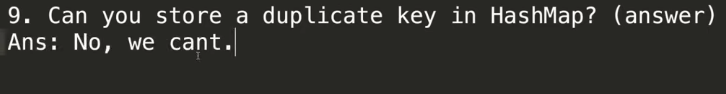 9. Can you store a duplicate key in HashMap? (answer)
Ans: No, we cant.